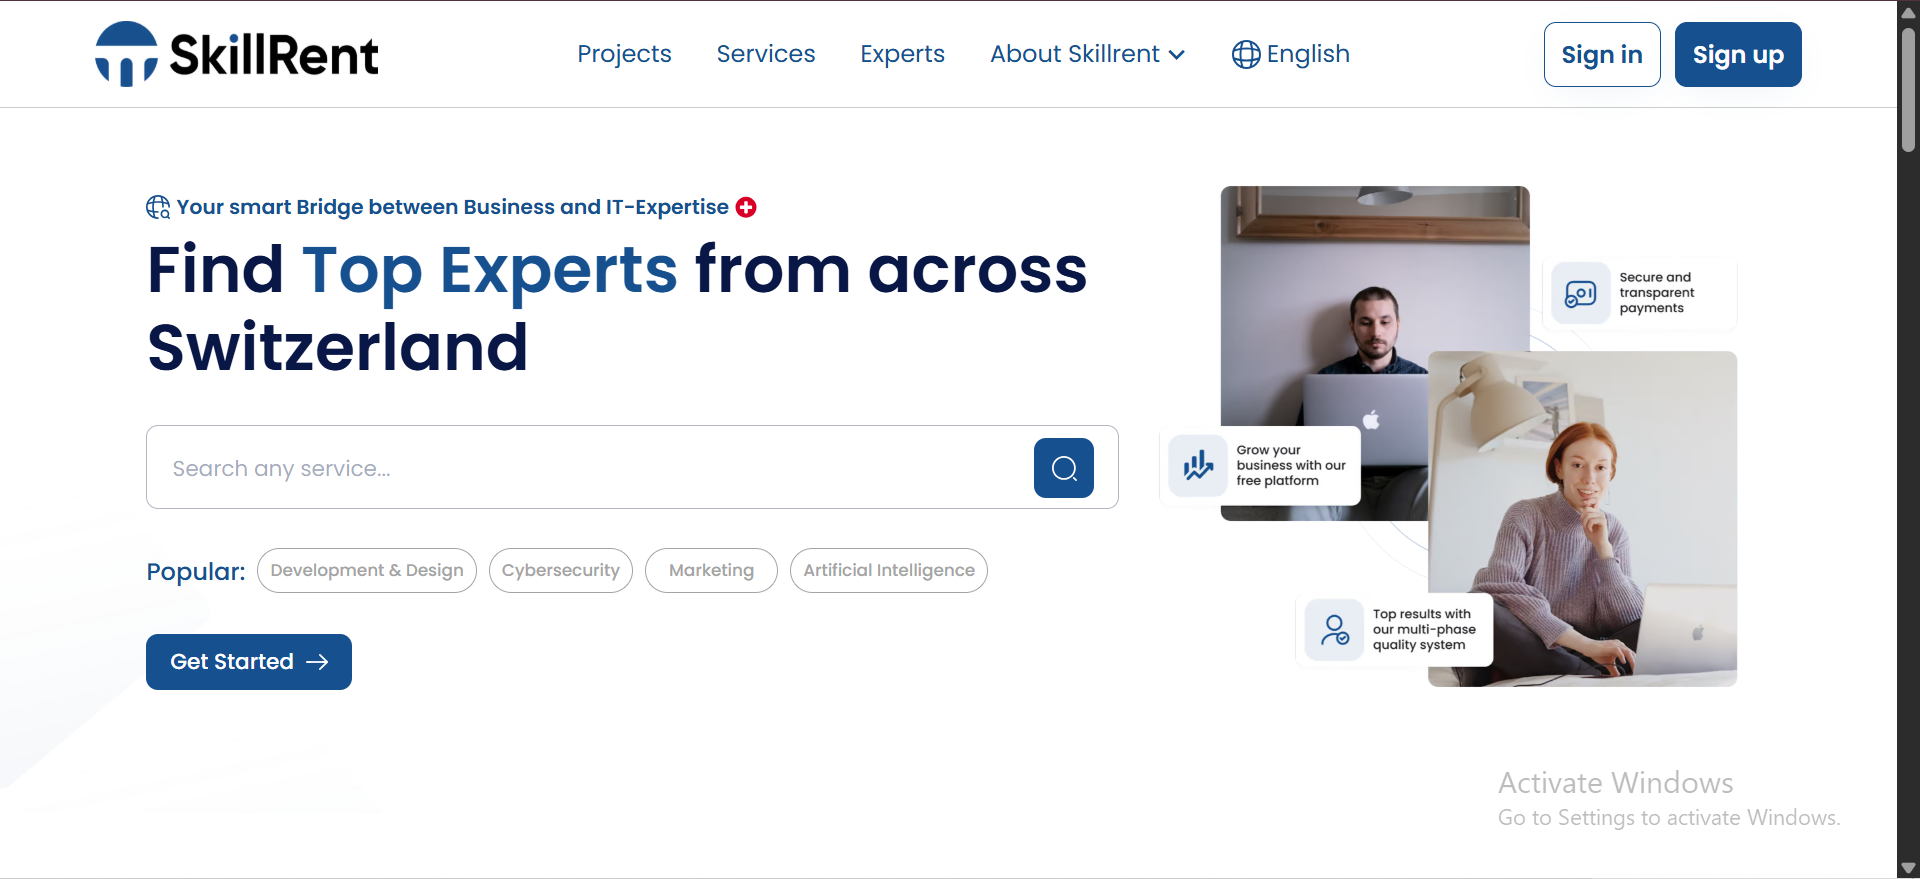 SkillRent
Projects
Services
Experts
About Skillrent
English
Sign in
Sign up
Your smart Bridge between Business and IT-Expertise
Find Top Experts from across
Switzerland
Search any service...
Popular:
Development & Design
Cybersecurity
Marketing
Artificial Intelligence
Get Started
Secure and
transparent
payments
Grow your
business with our
free platform
Top results with
our multi-phase
quality system
Activate Windows
Go to Settings to activate Windows.